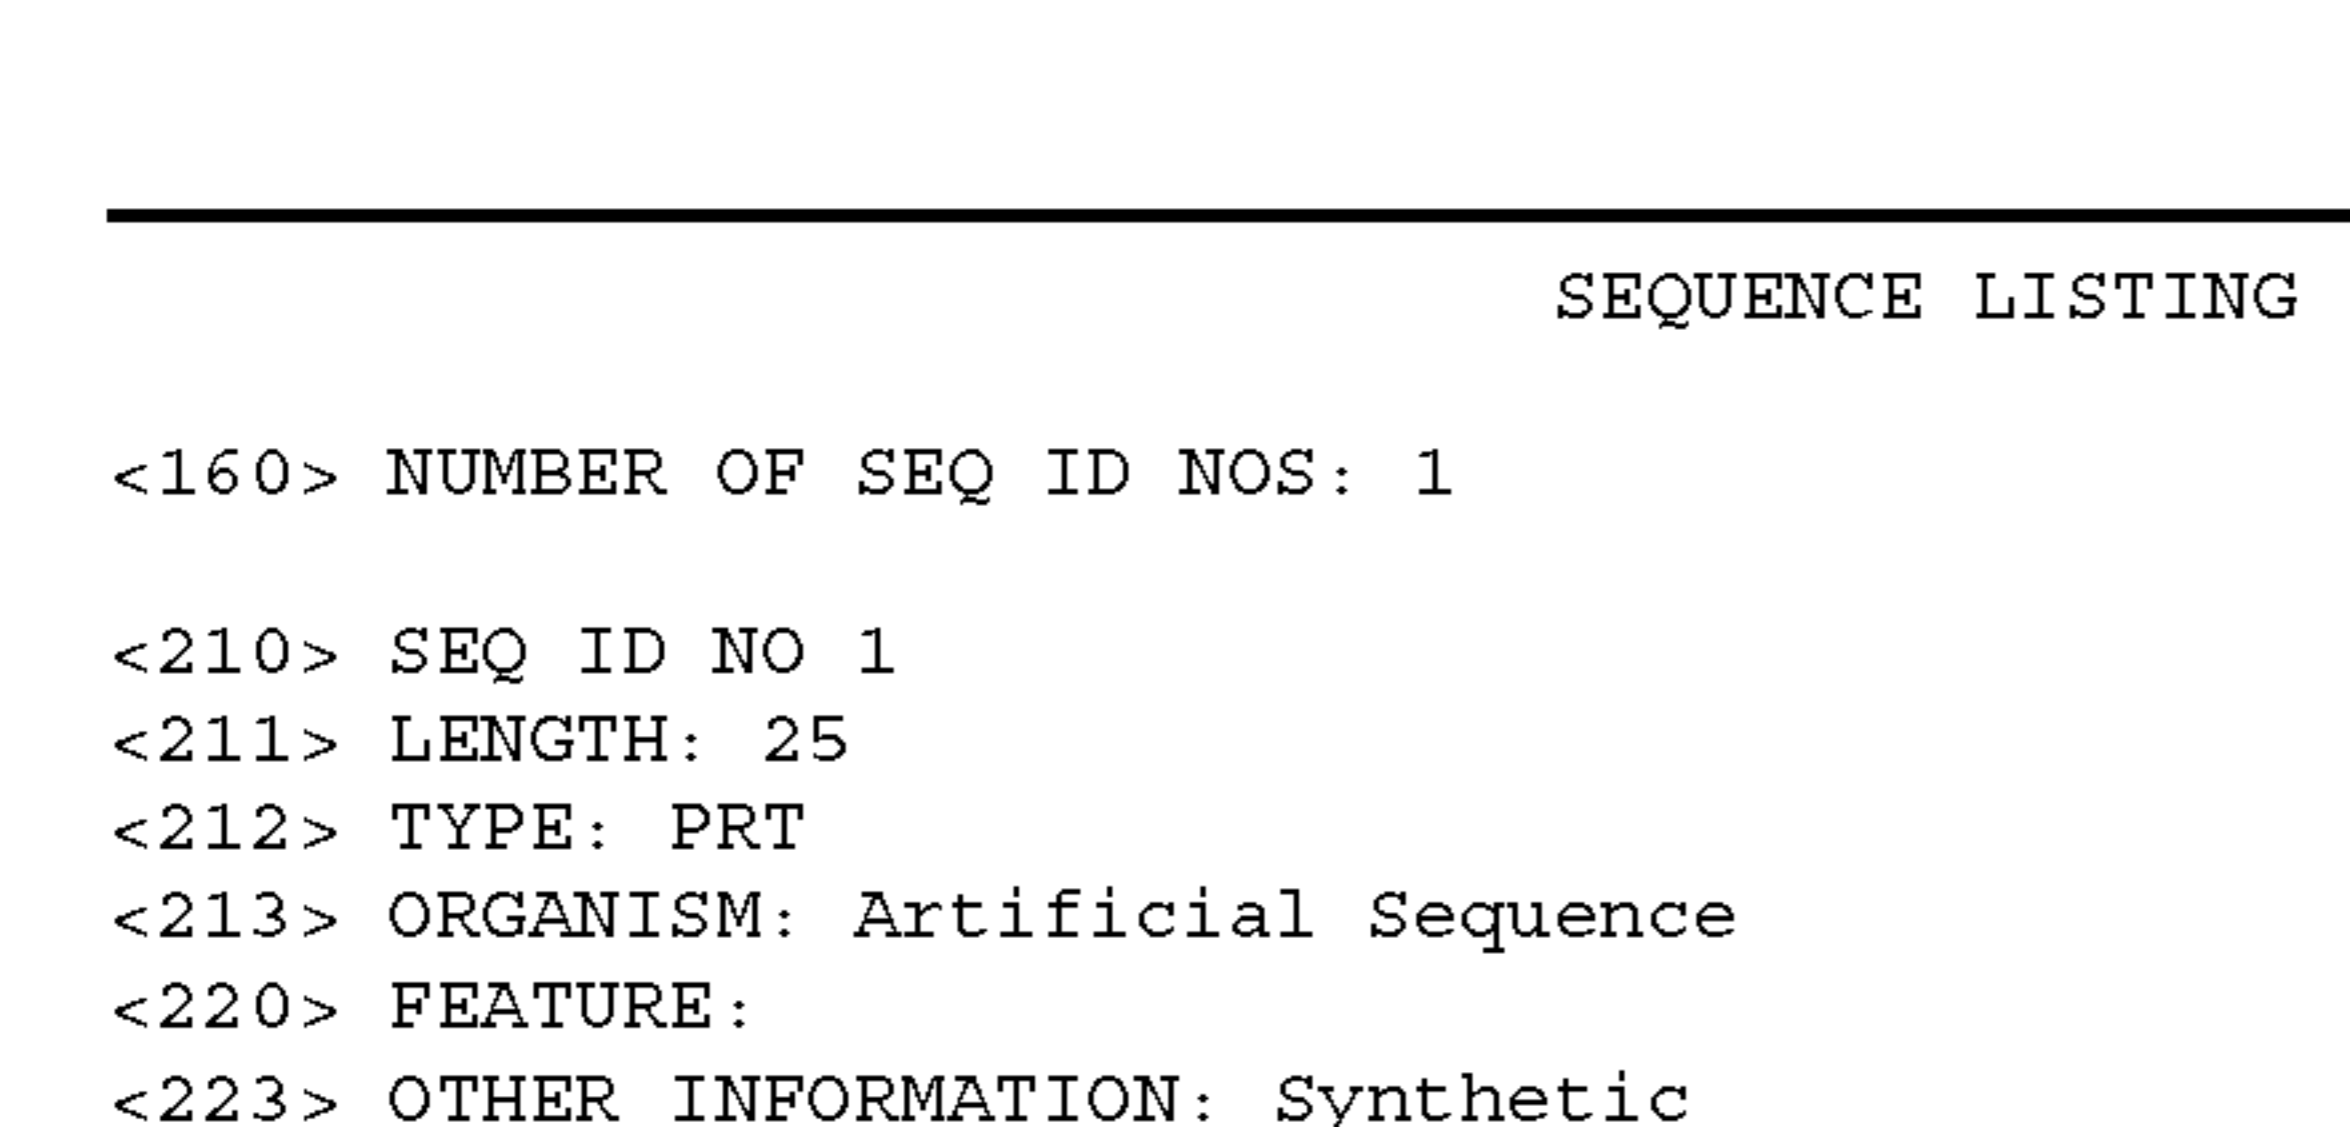 SEQUENCE LISTING
<160> NUMBER OF SEQ ID NOS: 1
<210> SEQ ID NO 1
<211> LENGTH: 25
<212> TYPE: PRT
<213> ORGANISM: Artificial Sequence
<220> FEATURE:
<223> OTHER INFORMATION: Synthetic